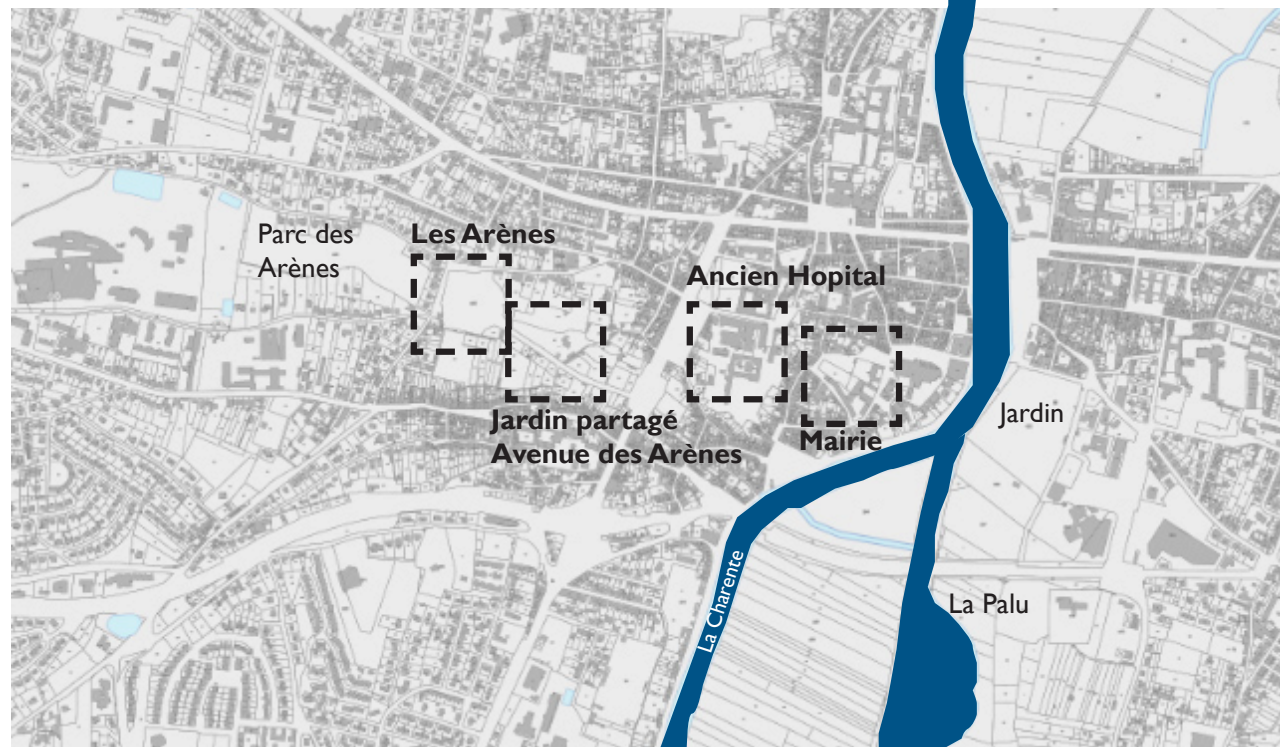 Parc des
Arènes
Les Arènes
Ancien Hopital
Jardin partagé
Avenue des Arènes
Mairie
Jardin
La Charente
La Palu